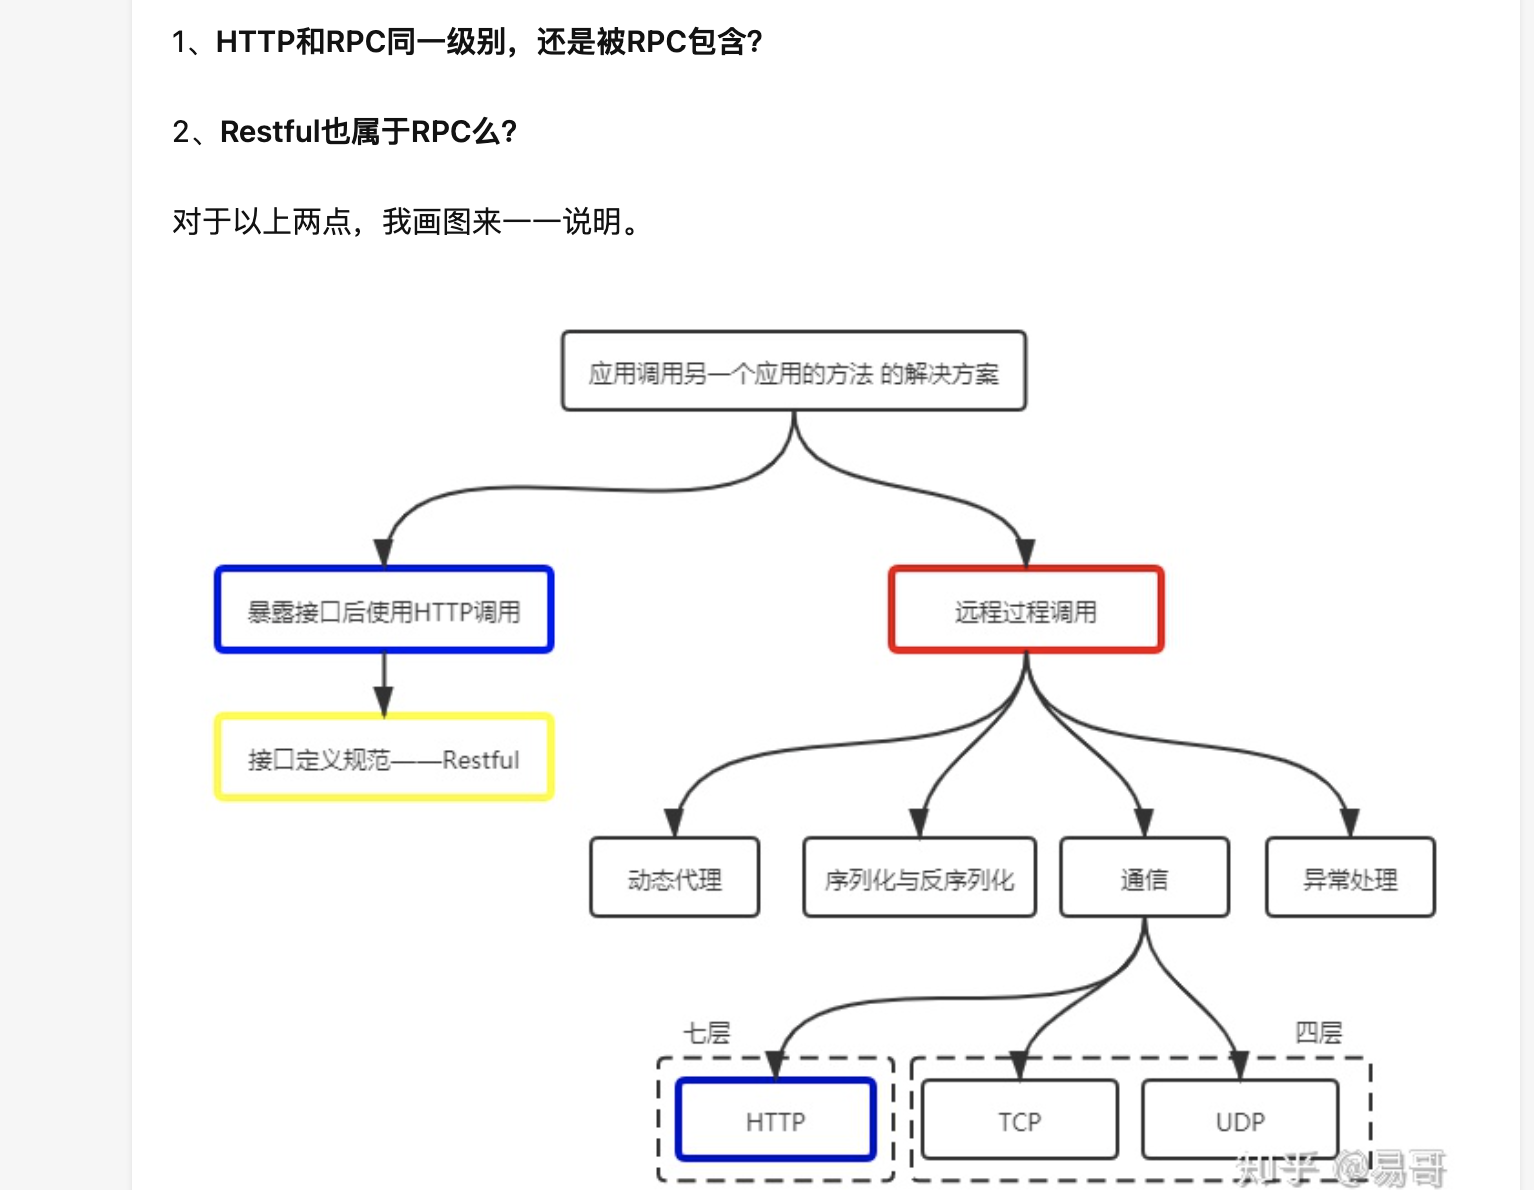 1、HTTP和RPC同一级别，还是被RPC包含？
2、Restful也属于RPC么？
对于以上两点，我画图来一一说明。
应用调用另一个应用的方法 的解决方案
暴露接口后使用HTTP调用
远程过程调用
接口定义规范——Restful
动态代理
序列化与反序列化
通信
异常处理
七层
四层
HTTP
TCP
UDP
知乎 @易哥